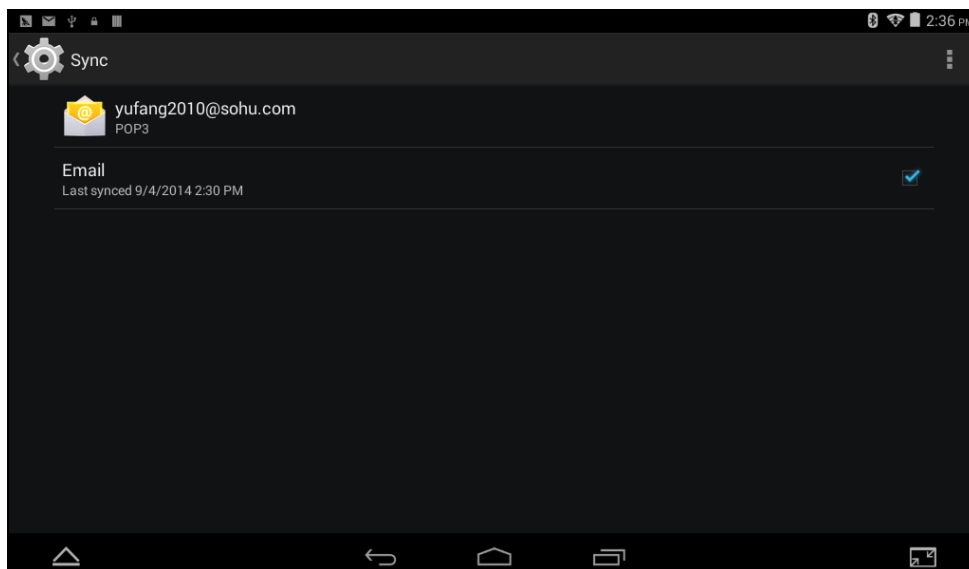 2:36 PM
Sync
yufang2010@sohu.com
POP3
Email
Last synced 9/4/2014 2:30 PM